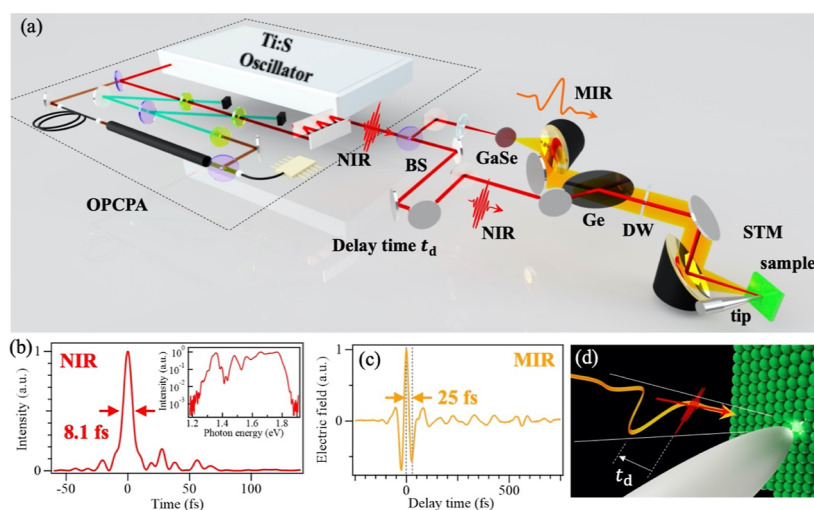 (a)
Ti:S
Oscillator
MIR
NIR
BS
GaSe
OPCPA
Delay time t_d
NIR
Ge
DW
STM
sample
tip
(b)
NIR
Intensity (a.u.)
1
0
8.1 fs
-50
0
50
100
Time (fs)
Intensity (a.u.)
10^0
10^-1
10^-2
10^-3
1.2
1.4
1.6
1.8
Photon energy (eV)
(c)
MIR
Electric field (a.u.)
1
0
25 fs
0
500
Delay time (fs)
(d)
t_d